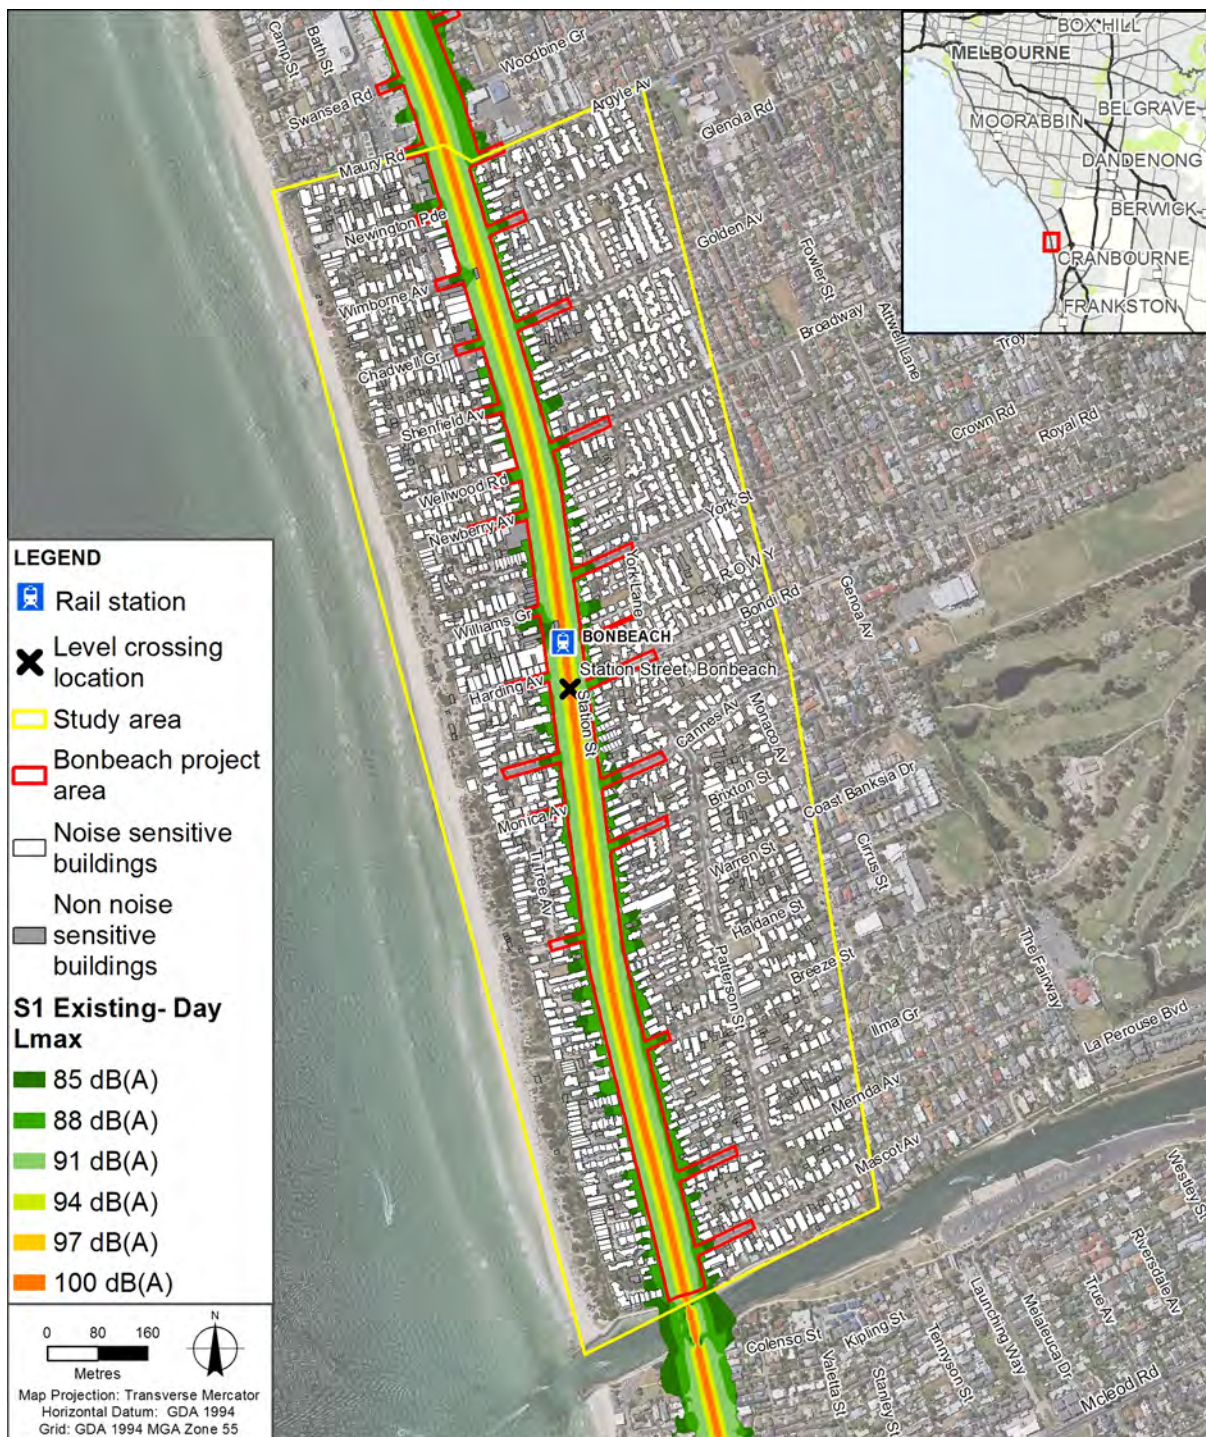 Camp St
Bath St
Woodbine Gr
Swansea Rd
Argyle Av
Glenola Rd
Maury Rd
Newington Pde
Golden Av
Fowler St
Wimborne Av
Broadway
Attwell Lane
Chadwell Gr
Troy
Crown Rd
Royal Rd
Shenfield Av
Wellwood Rd
York St
Newberry Av
R O W Y
York Lane
Bondi Rd
Genoa Av
Williams Gr
BONBEACH
Station Street, Bonbeach
Harding Av
Station St
Cannes Av
Monaco Av
Brixton St
Coast Banksia Dr
Monica Av
Ti Tree Av
Warren St
Cirrus St
Haldane St
Patterson St
Breeze St
The Fairway
Ilma Gr
La Perouse Bvd
Mernda Av
Mascot Av
Westley St
Riversdale Av
True Av
Melaleuca Dr
Launching Way
Tennyson St
Kipling St
Colenso St
Valetta St
Stanley St
Mcleod Rd
BOX HILL
MELBOURNE
BELGRAVE
MOORABBIN
DANDENONG
BERWICK
CRANBOURNE
FRANKSTON
LEGEND
Rail station
Level crossing
location
Study area
Bonbeach project
area
Noise sensitive
buildings
Non noise
sensitive
buildings
S1 Existing- Day
Lmax
85 dB(A)
88 dB(A)
91 dB(A)
94 dB(A)
97 dB(A)
100 dB(A)
0 80 160
Metres
N
Map Projection: Transverse Mercator
Horizontal Datum: GDA 1994
Grid: GDA 1994 MGA Zone 55